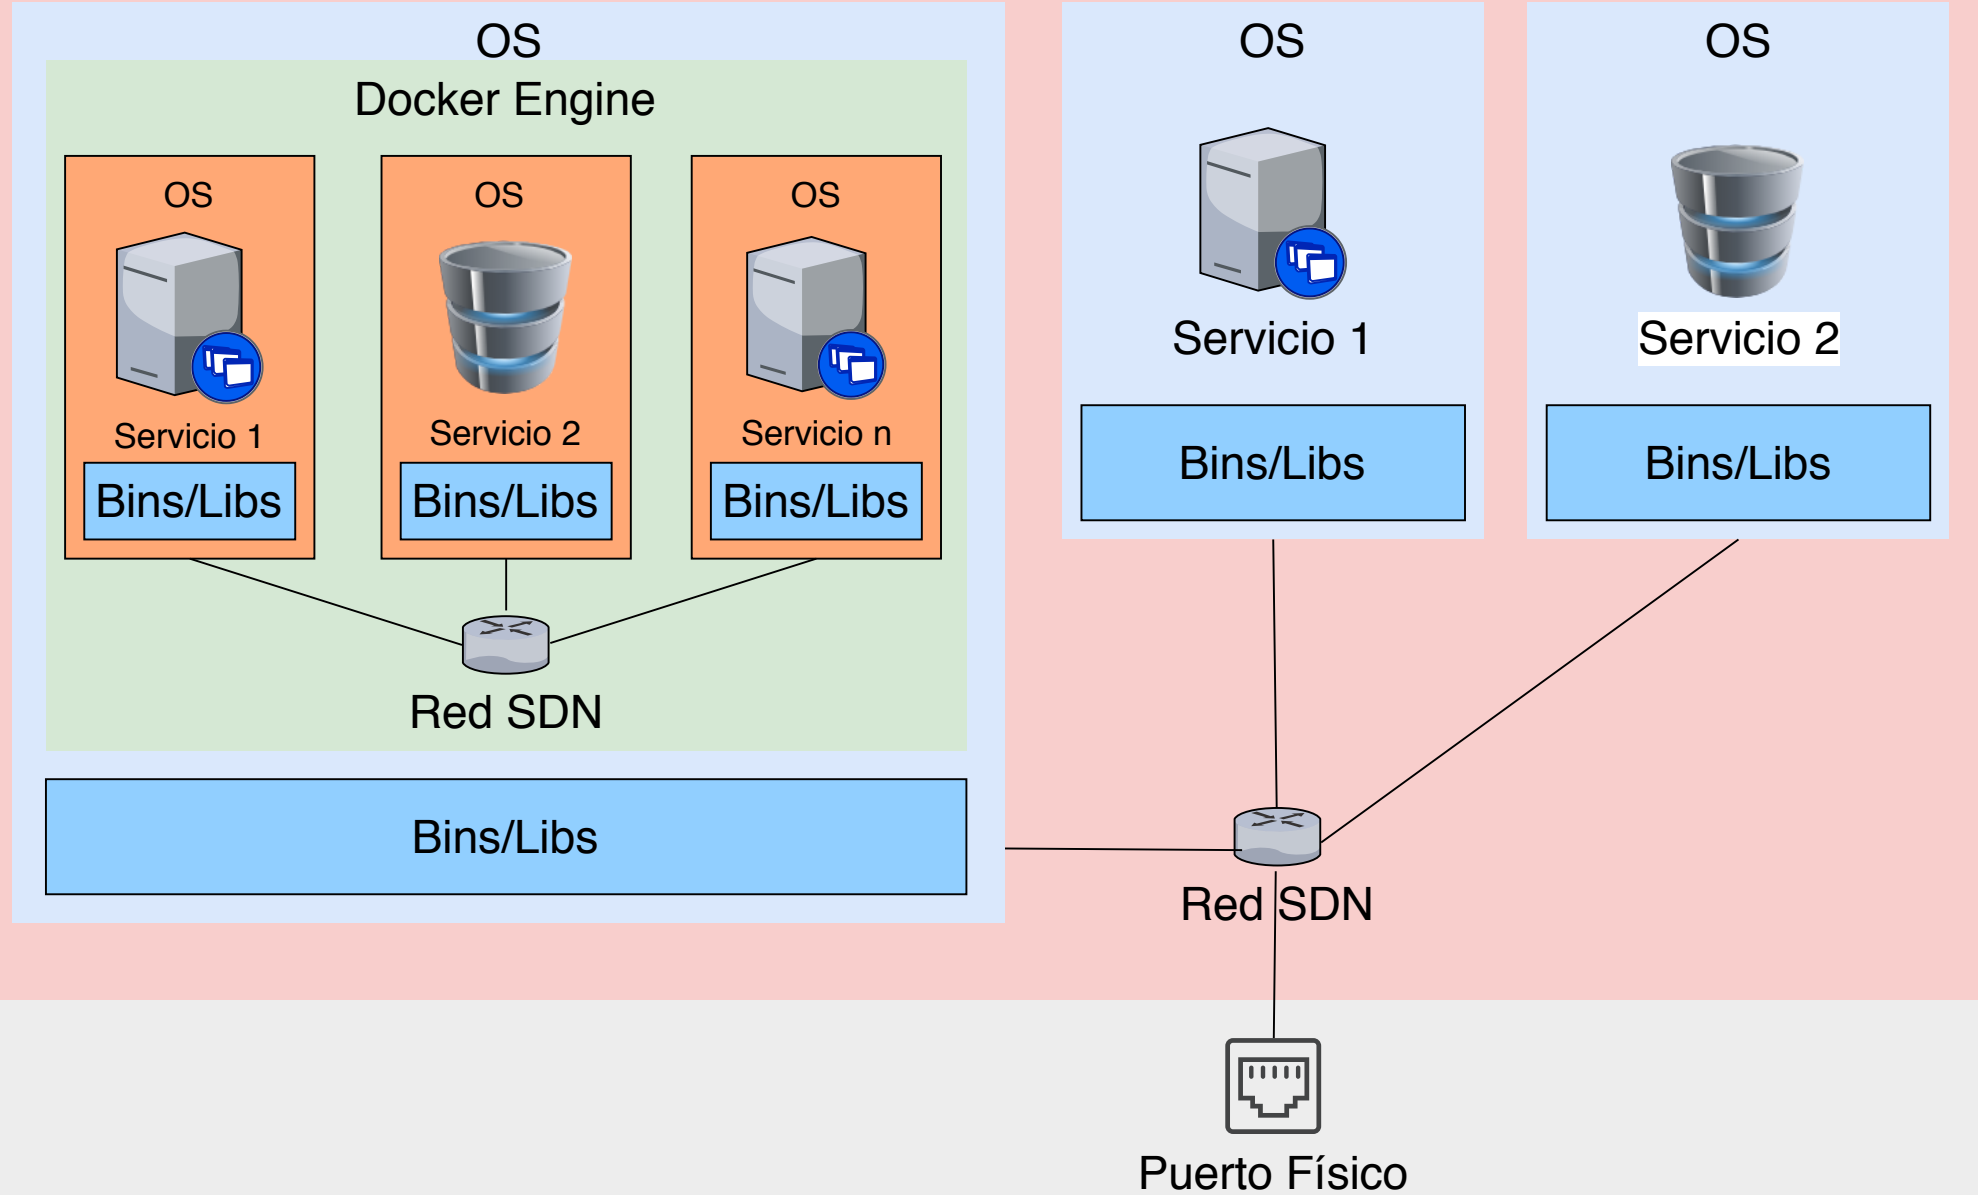 OS
Docker Engine
OS
Servicio 1
Bins/Libs
OS
Servicio 2
Bins/Libs
OS
Servicio n
Bins/Libs
Red SDN
Bins/Libs
OS
Servicio 1
Bins/Libs
OS
Servicio 2
Bins/Libs
Red SDN
Puerto Físico